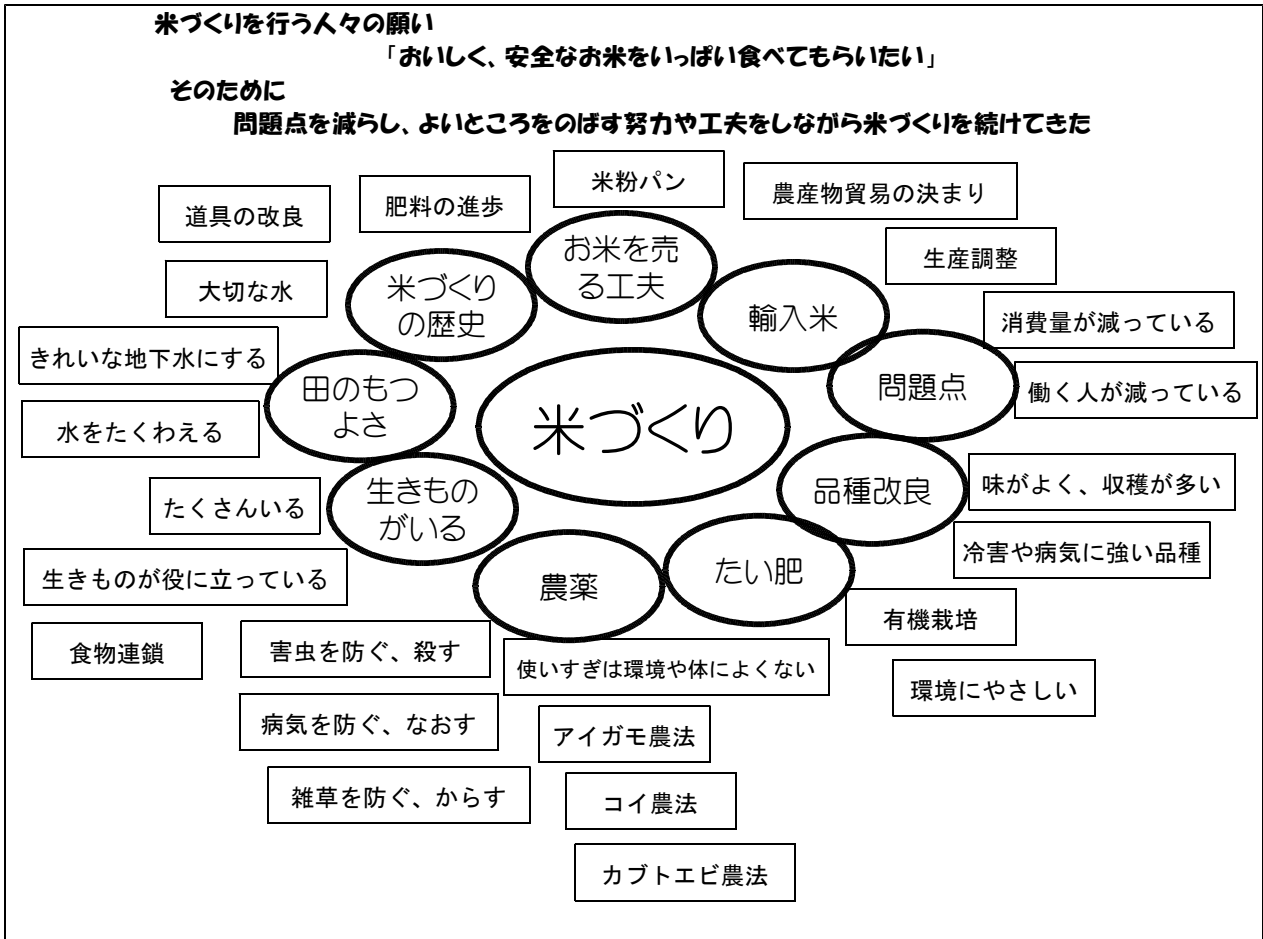 米づくりを行う人々の願い
「おいしく、安全なお米をいっぱい食べてもらいたい」
そのために
問題点を減らし、よいところをのばす努力や工夫をしながら米づくりを続けてきた
米粉パン
農産物貿易の決まり
肥料の進歩
道具の改良
お米を売
る工夫
生産調整
米づくり
の歴史
大切な水
輸入米
消費量が減っている
きれいな地下水にする
田のもつ
よさ
問題点
働く人が減っている
水をたくわえる
米づくり
生きもの
がいる
品種改良
味がよく、収穫が多い
たくさんいる
冷害や病気に強い品種
生きものが役に立っている
農薬
たい肥
有機栽培
食物連鎖
害虫を防ぐ、殺す
使いすぎは環境や体によくない
環境にやさしい
病気を防ぐ、なおす
アイガモ農法
雑草を防ぐ、からす
コイ農法
カブトエビ農法